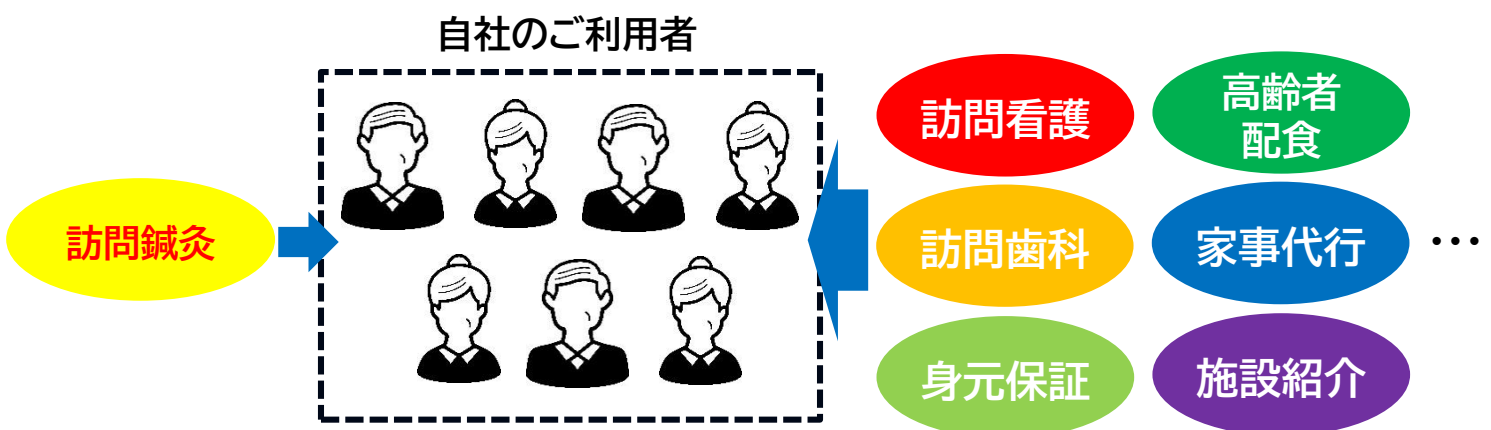 自社のご利用者
訪問鍼灸
訪問看護
高齢者
配食
訪問歯科
家事代行
…
身元保証
施設紹介